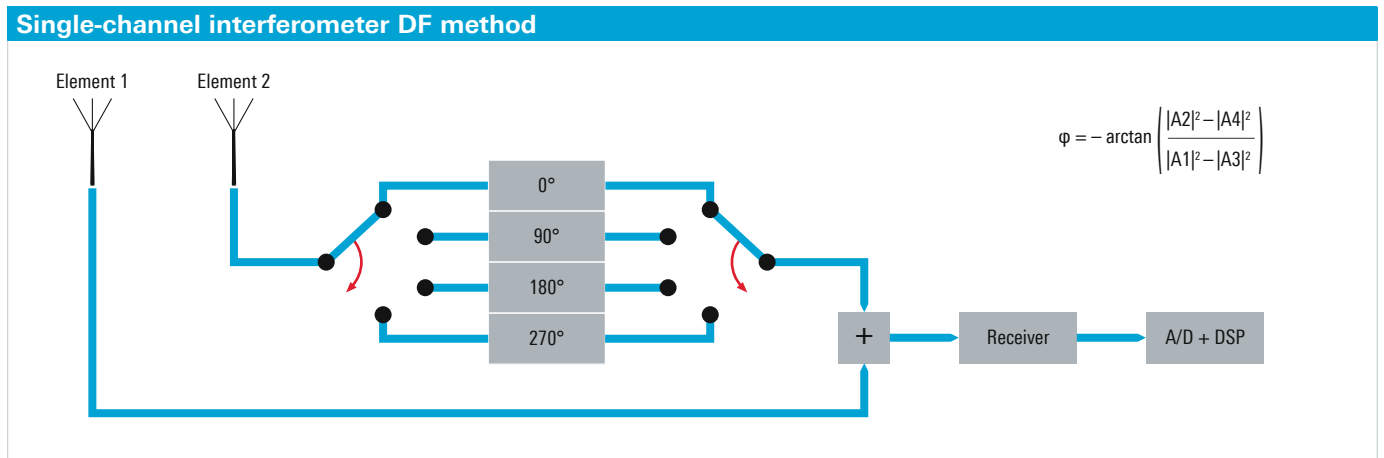 Single-channel interferometer DF method
Element 1
Element 2
φ = – arctan ( |A2|² – |A4|² / |A1|² – |A3|² )
0°
90°
180°
270°
+
Receiver
A/D + DSP